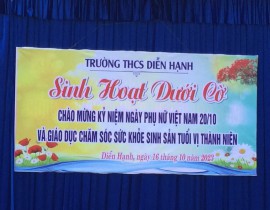 TRƯỜNG THCS DIỄN HẠNH
Sinh Hoạt Dưới Cờ
CHÀO MỪNG KỶ NIỆM NGÀY PHỤ NỮ VIỆT NAM 20/10
VÀ GIÁO DỤC CHĂM SÓC SỨC KHỎE SINH SẢN TUỔI VỊ THÀNH NIÊN
Diễn Hạnh, ngày 16 tháng 10 năm 2023